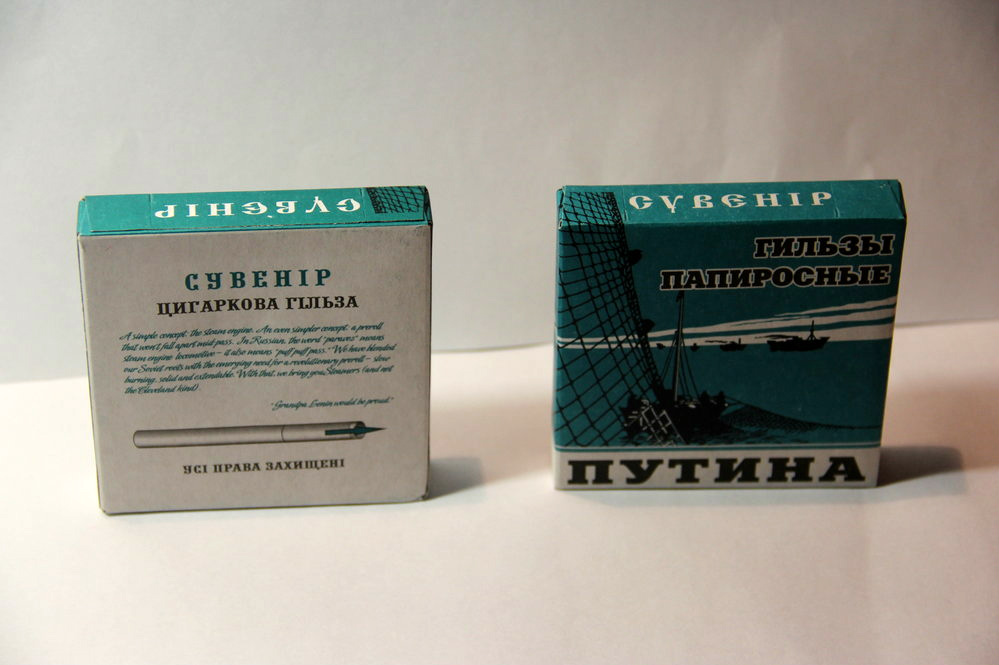 СУВЕНІР
СУВЕНІР
ЦИГАРКОВА ГІЛЬЗА
A simple concept: the steam engine. An even simpler concept: a preroll
that won't fall apart mid-pass. In Russian, the word "paravoz" means
steam engine locomotive – it also means "puff puff pass." We have blended
our Soviet roots with the emerging need for a revolutionary preroll – slow
burning, solid and extendable. With that, we bring you, Steamers (and not
the Cleveland kind).
"Grandpa Lenin would be proud."
УСІ ПРАВА ЗАХИЩЕНІ
СУВЕНІР
ГИЛЬЗЫ
ПАПИРОСНЫЕ
ПУТИНА